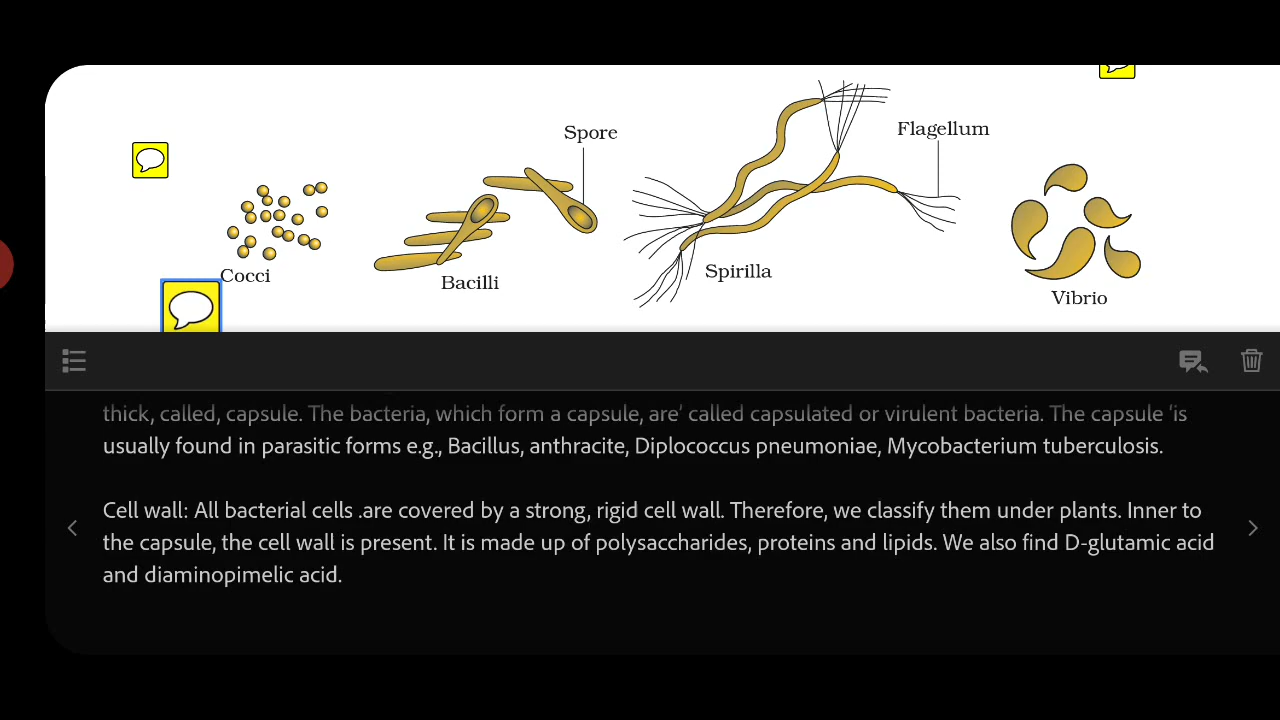 Spore
Flagellum
Cocci
Bacilli
Spirilla
Vibrio
thick, called, capsule. The bacteria, which form a capsule, are' called capsulated or virulent bacteria. The capsule 'is
usually found in parasitic forms e.g., Bacillus, anthracite, Diplococcus pneumoniae, Mycobacterium tuberculosis.
Cell wall: All bacterial cells .are covered by a strong, rigid cell wall. Therefore, we classify them under plants. Inner to
the capsule, the cell wall is present. It is made up of polysaccharides, proteins and lipids. We also find D-glutamic acid
and diaminopimelic acid.